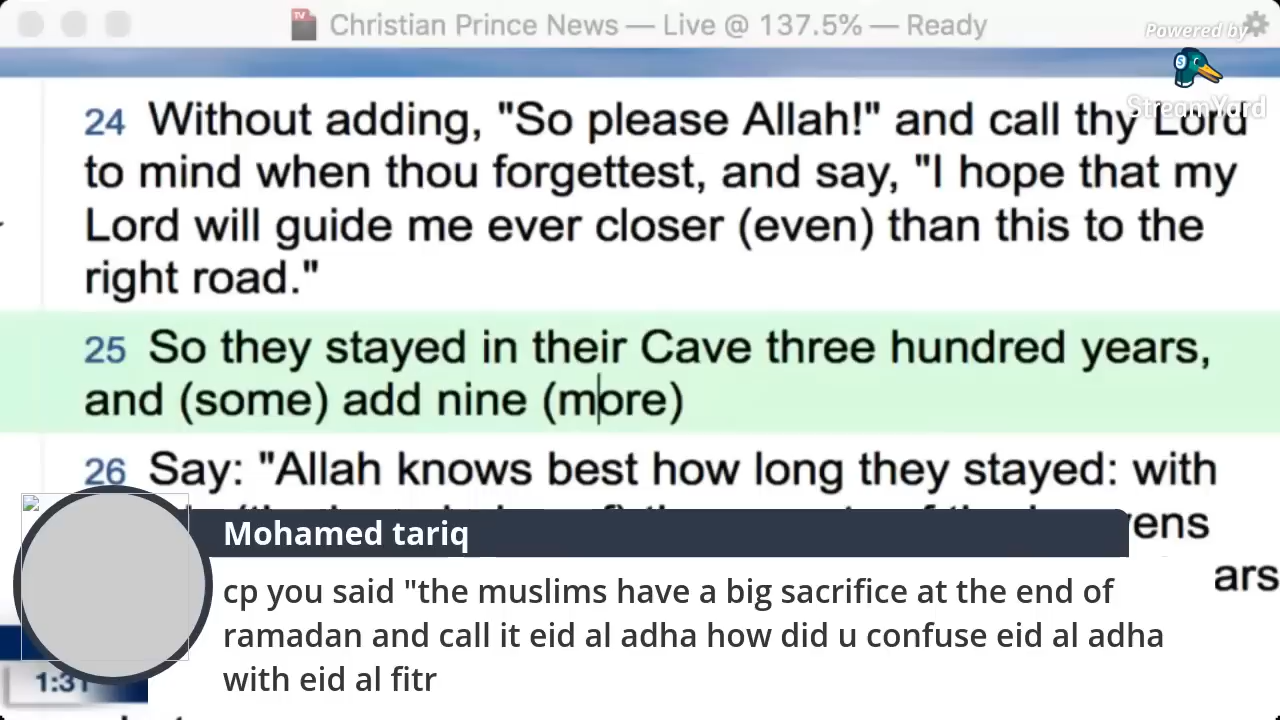 Christian Prince News — Live @ 137.5% — Ready
Powered by
StreamYard
24 Without adding, "So please Allah!" and call thy Lord
to mind when thou forgettest, and say, "I hope that my
Lord will guide me ever closer (even) than this to the
right road."
25 So they stayed in their Cave three hundred years,
and (some) add nine (more)
26 Say: "Allah knows best how long they stayed: with
Mohamed tariq
cp you said "the muslims have a big sacrifice at the end of
ramadan and call it eid al adha how did u confuse eid al adha
with eid al fitr
1:31